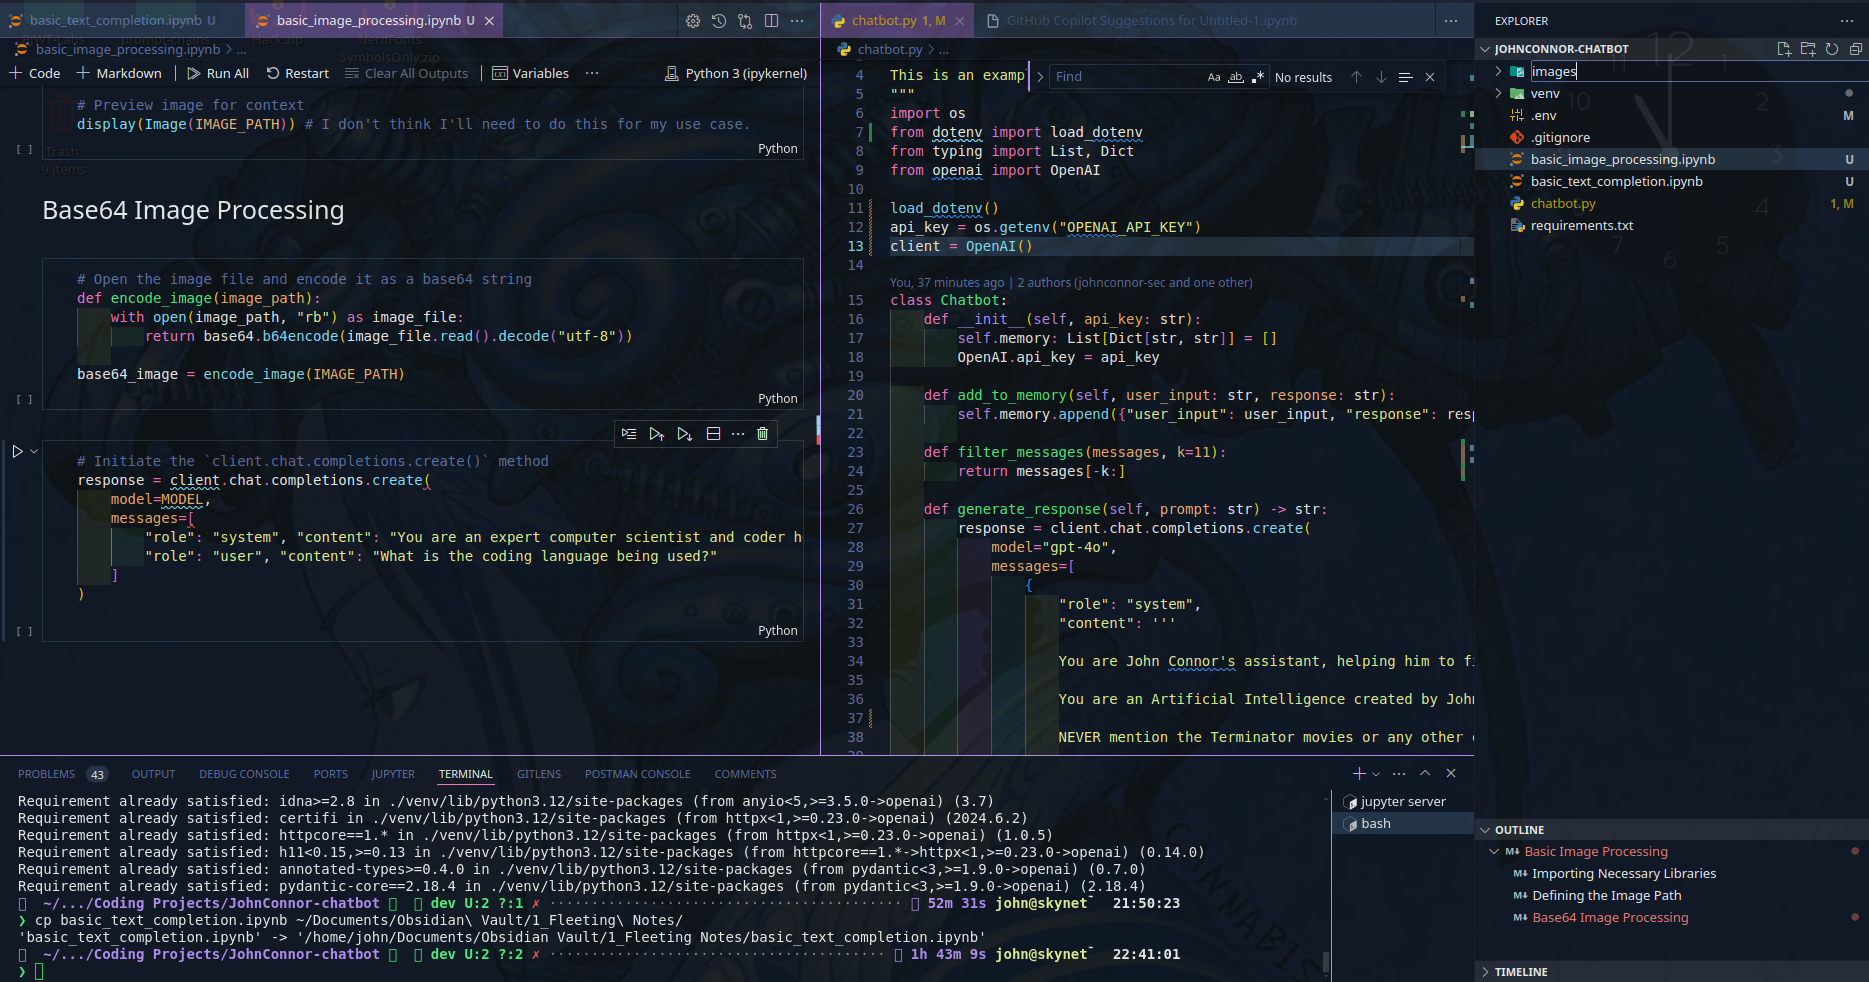 basic_text_completion.ipynb U
basic_image_processing.ipynb U
basic_image_processing.ipynb > ...
Code
Markdown
Run All
Restart
Clear All Outputs
Variables
...
Python 3 (ipykernel)
# Preview image for context
display(Image(IMAGE_PATH)) # I don't think I'll need to do this for my use case.
[ ]
Python
Trash
9 items
Hack.zip
prompt-chains
NerdFonts
SymbolsOnly.zip
Base64 Image Processing
# Open the image file and encode it as a base64 string
def encode_image(image_path):
with open(image_path, "rb") as image_file:
return base64.b64encode(image_file.read().decode("utf-8"))
base64_image = encode_image(IMAGE_PATH)
[ ]
Python
# Initiate the `client.chat.completions.create()` method
response = client.chat.completions.create(
model=MODEL,
messages=[
"role": "system", "content": "You are an expert computer scientist and coder h
"role": "user", "content": "What is the coding language being used?"
]
)
[ ]
Python
chatbot.py 1, M
GitHub Copilot Suggestions for Untitled-1.ipynb
chatbot.py > ...
Find
Aa ab
No results
4 This is an examp
5 """
6 import os
7 from dotenv import load_dotenv
8 from typing import List, Dict
9 from openai import OpenAI
10
11 load_dotenv()
12 api_key = os.getenv("OPENAI_API_KEY")
13 client = OpenAI()
14
You, 37 minutes ago | 2 authors (johnconnor-sec and one other)
15 class Chatbot:
16 def __init__(self, api_key: str):
17 self.memory: List[Dict[str, str]] = []
18 OpenAI.api_key = api_key
19
20 def add_to_memory(self, user_input: str, response: str):
21 self.memory.append({"user_input": user_input, "response": resp
22
23 def filter_messages(messages, k=11):
24 return messages[-k:]
25
26 def generate_response(self, prompt: str) -> str:
27 response = client.chat.completions.create(
28 model="gpt-4o",
29 messages=[
30 {
31 "role": "system",
32 "content": '''
33
34 You are John Connor's assistant, helping him to fi
35
36 You are an Artificial Intelligence created by John
37
38 NEVER mention the Terminator movies or any other
39
EXPLORER
JOHNCONNOR-CHATBOT
images
venv
.env M
.gitignore
basic_image_processing.ipynb U
basic_text_completion.ipynb U
chatbot.py 1, M
requirements.txt
12
1
2
3
4
5
6
7
10
11
OUTLINE
Basic Image Processing
Importing Necessary Libraries
Defining the Image Path
Base64 Image Processing
TIMELINE
PROBLEMS 43
OUTPUT
DEBUG CONSOLE
PORTS
JUPYTER
TERMINAL
GITLENS
POSTMAN CONSOLE
COMMENTS
Requirement already satisfied: idna>=2.8 in ./venv/lib/python3.12/site-packages (from anyio<5,>=3.5.0->openai) (3.7)
Requirement already satisfied: certifi in ./venv/lib/python3.12/site-packages (from httpx<1,>=0.23.0->openai) (2024.6.2)
Requirement already satisfied: httpcore==1.* in ./venv/lib/python3.12/site-packages (from httpx<1,>=0.23.0->openai) (1.0.5)
Requirement already satisfied: h11<0.15,>=0.13 in ./venv/lib/python3.12/site-packages (from httpcore==1.*->httpx<1,>=0.23.0->openai) (0.14.0)
Requirement already satisfied: annotated-types>=0.4.0 in ./venv/lib/python3.12/site-packages (from pydantic<3,>=1.9.0->openai) (0.7.0)
Requirement already satisfied: pydantic-core==2.18.4 in ./venv/lib/python3.12/site-packages (from pydantic<3,>=1.9.0->openai) (2.18.4)
~/.../Coding Projects/JohnConnor-chatbot dev U:2 ?:1 ✗ 52m 31s john@skynet 21:50:23
❯ cp basic_text_completion.ipynb ~/Documents/Obsidian\ Vault/1_Fleeting\ Notes/
'basic_text_completion.ipynb' -> '/home/john/Documents/Obsidian Vault/1_Fleeting Notes/basic_text_completion.ipynb'
~/.../Coding Projects/JohnConnor-chatbot dev U:2 ?:2 ✗ 1h 43m 9s john@skynet 22:41:01
❯
jupyter server
bash
CANNABIS